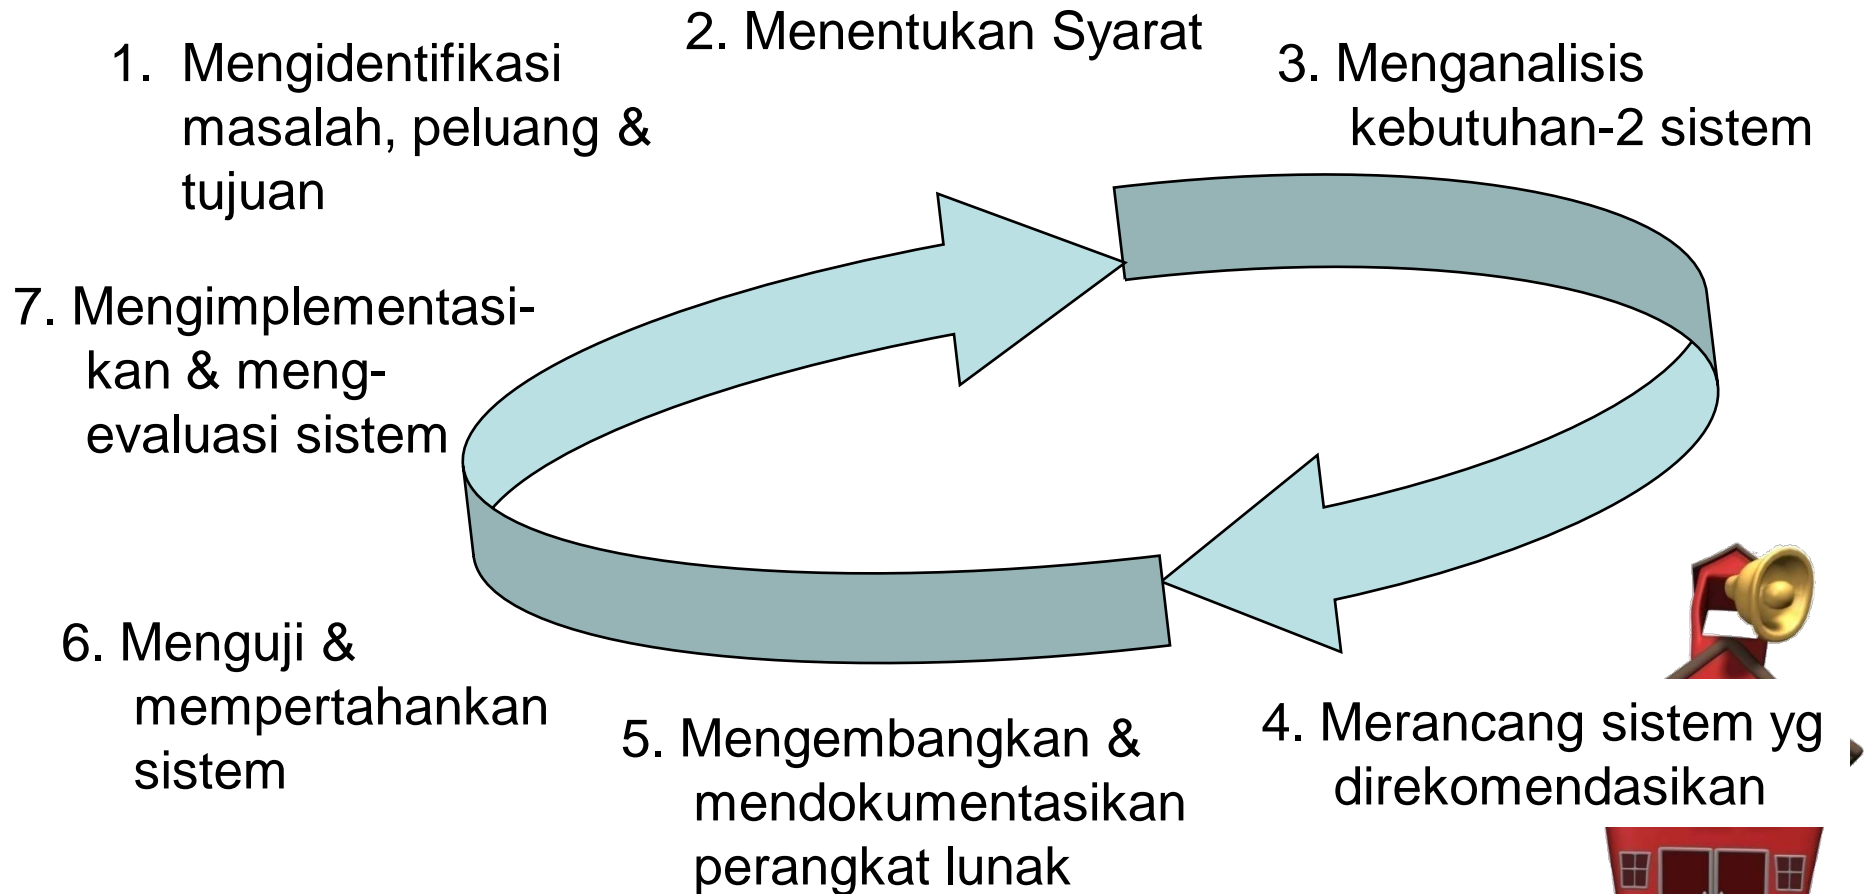 1. Mengidentifikasi
masalah, peluang &
tujuan
2. Menentukan Syarat
3. Menganalisis
kebutuhan-2 sistem
4. Merancang sistem yg
direkomendasikan
5. Mengembangkan &
mendokumentasikan
perangkat lunak
6. Menguji &
mempertahankan
sistem
7. Mengimplementasi-
kan & meng-
evaluasi sistem